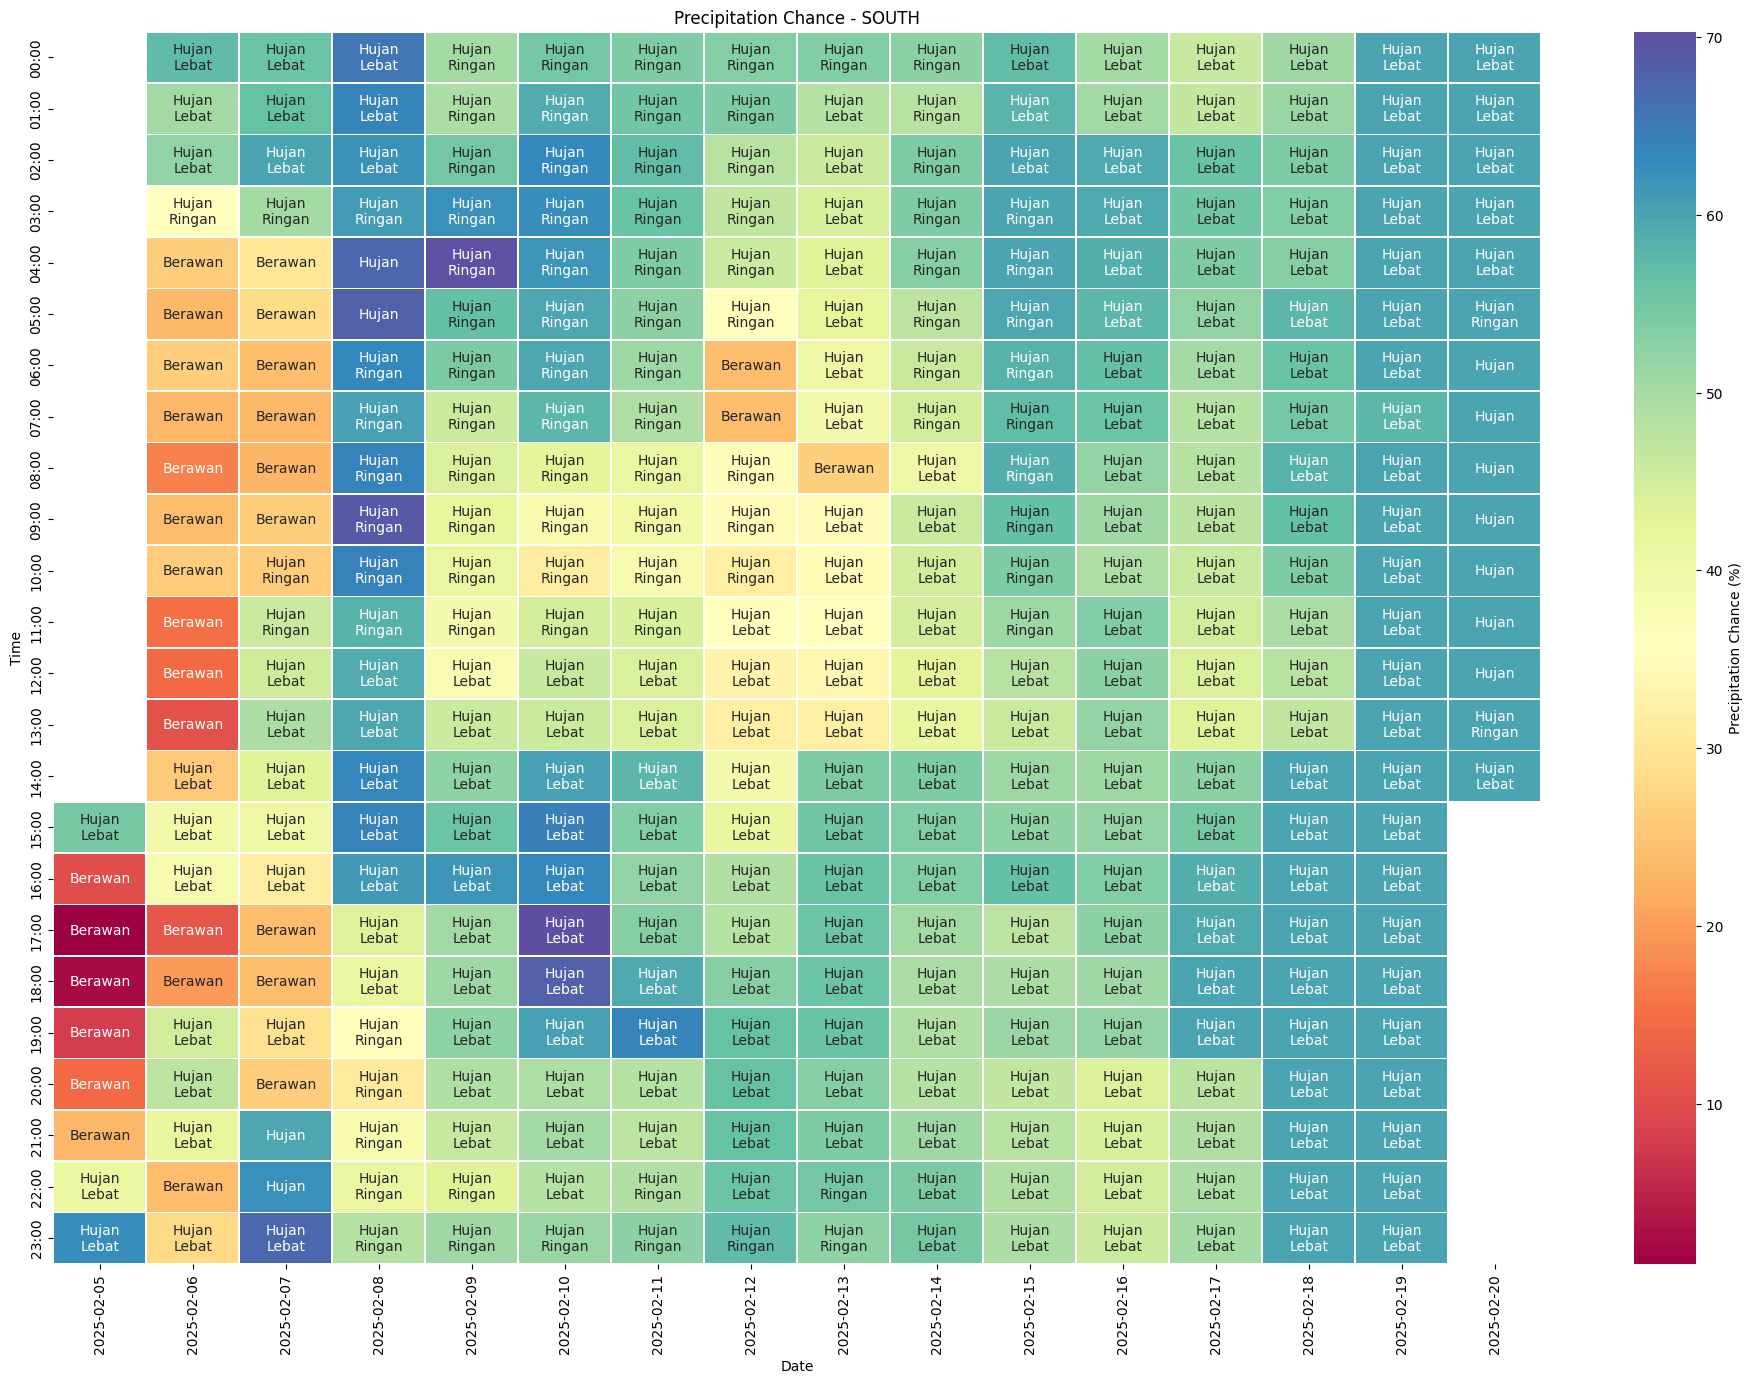 Precipitation Chance - SOUTH
00:00 Hujan Lebat Hujan Lebat Hujan Lebat Hujan Ringan Hujan Ringan Hujan Ringan Hujan Ringan Hujan Ringan Hujan Ringan Hujan Lebat Hujan Lebat Hujan Lebat Hujan Lebat Hujan Lebat Hujan Lebat
01:00 Hujan Lebat Hujan Lebat Hujan Lebat Hujan Ringan Hujan Ringan Hujan Ringan Hujan Ringan Hujan Lebat Hujan Ringan Hujan Lebat Hujan Lebat Hujan Lebat Hujan Lebat Hujan Lebat Hujan Lebat
02:00 Hujan Lebat Hujan Lebat Hujan Lebat Hujan Ringan Hujan Ringan Hujan Ringan Hujan Ringan Hujan Lebat Hujan Ringan Hujan Lebat Hujan Lebat Hujan Lebat Hujan Lebat Hujan Lebat Hujan Lebat
03:00 Hujan Ringan Hujan Ringan Hujan Ringan Hujan Ringan Hujan Ringan Hujan Ringan Hujan Ringan Hujan Lebat Hujan Ringan Hujan Ringan Hujan Lebat Hujan Lebat Hujan Lebat Hujan Lebat Hujan Lebat
04:00 Berawan Berawan Hujan Hujan Ringan Hujan Ringan Hujan Ringan Hujan Ringan Hujan Lebat Hujan Ringan Hujan Ringan Hujan Lebat Hujan Lebat Hujan Lebat Hujan Lebat Hujan Lebat
05:00 Berawan Berawan Hujan Hujan Ringan Hujan Ringan Hujan Ringan Hujan Ringan Hujan Lebat Hujan Ringan Hujan Ringan Hujan Lebat Hujan Lebat Hujan Lebat Hujan Lebat Hujan Ringan
06:00 Berawan Berawan Hujan Ringan Hujan Ringan Hujan Ringan Hujan Ringan Berawan Hujan Lebat Hujan Ringan Hujan Ringan Hujan Lebat Hujan Lebat Hujan Lebat Hujan Lebat Hujan
07:00 Berawan Berawan Hujan Ringan Hujan Ringan Hujan Ringan Hujan Ringan Berawan Hujan Lebat Hujan Ringan Hujan Ringan Hujan Lebat Hujan Lebat Hujan Lebat Hujan Lebat Hujan
08:00 Berawan Berawan Hujan Ringan Hujan Ringan Hujan Ringan Hujan Ringan Hujan Ringan Berawan Hujan Lebat Hujan Ringan Hujan Lebat Hujan Lebat Hujan Lebat Hujan Lebat Hujan
09:00 Berawan Berawan Hujan Ringan Hujan Ringan Hujan Ringan Hujan Ringan Hujan Ringan Hujan Lebat Hujan Lebat Hujan Ringan Hujan Lebat Hujan Lebat Hujan Lebat Hujan Lebat Hujan
10:00 Berawan Hujan Ringan Hujan Ringan Hujan Ringan Hujan Ringan Hujan Ringan Hujan Ringan Hujan Lebat Hujan Lebat Hujan Ringan Hujan Lebat Hujan Lebat Hujan Lebat Hujan Lebat Hujan
11:00 Berawan Hujan Ringan Hujan Ringan Hujan Ringan Hujan Ringan Hujan Ringan Hujan Lebat Hujan Lebat Hujan Lebat Hujan Ringan Hujan Lebat Hujan Lebat Hujan Lebat Hujan Lebat Hujan
12:00 Berawan Hujan Lebat Hujan Lebat Hujan Lebat Hujan Lebat Hujan Lebat Hujan Lebat Hujan Lebat Hujan Lebat Hujan Lebat Hujan Lebat Hujan Lebat Hujan Lebat Hujan Lebat Hujan
13:00 Berawan Hujan Lebat Hujan Lebat Hujan Lebat Hujan Lebat Hujan Lebat Hujan Lebat Hujan Lebat Hujan Lebat Hujan Lebat Hujan Lebat Hujan Lebat Hujan Lebat Hujan Lebat Hujan Ringan
14:00 Hujan Lebat Hujan Lebat Hujan Lebat Hujan Lebat Hujan Lebat Hujan Lebat Hujan Lebat Hujan Lebat Hujan Lebat Hujan Lebat Hujan Lebat Hujan Lebat Hujan Lebat Hujan Lebat Hujan Lebat
15:00 Hujan Lebat Hujan Lebat Hujan Lebat Hujan Lebat Hujan Lebat Hujan Lebat Hujan Lebat Hujan Lebat Hujan Lebat Hujan Lebat Hujan Lebat Hujan Lebat Hujan Lebat Hujan Lebat Hujan Lebat
16:00 Berawan Hujan Lebat Hujan Lebat Hujan Lebat Hujan Lebat Hujan Lebat Hujan Lebat Hujan Lebat Hujan Lebat Hujan Lebat Hujan Lebat Hujan Lebat Hujan Lebat Hujan Lebat Hujan Lebat
17:00 Berawan Berawan Berawan Hujan Lebat Hujan Lebat Hujan Lebat Hujan Lebat Hujan Lebat Hujan Lebat Hujan Lebat Hujan Lebat Hujan Lebat Hujan Lebat Hujan Lebat Hujan Lebat
18:00 Berawan Berawan Berawan Hujan Lebat Hujan Lebat Hujan Lebat Hujan Lebat Hujan Lebat Hujan Lebat Hujan Lebat Hujan Lebat Hujan Lebat Hujan Lebat Hujan Lebat Hujan Lebat
19:00 Berawan Hujan Lebat Hujan Lebat Hujan Ringan Hujan Lebat Hujan Lebat Hujan Lebat Hujan Lebat Hujan Lebat Hujan Lebat Hujan Lebat Hujan Lebat Hujan Lebat Hujan Lebat Hujan Lebat
20:00 Berawan Hujan Lebat Berawan Hujan Ringan Hujan Lebat Hujan Lebat Hujan Lebat Hujan Lebat Hujan Lebat Hujan Lebat Hujan Lebat Hujan Lebat Hujan Lebat Hujan Lebat Hujan Lebat
21:00 Berawan Hujan Lebat Hujan Hujan Ringan Hujan Lebat Hujan Lebat Hujan Lebat Hujan Lebat Hujan Lebat Hujan Lebat Hujan Lebat Hujan Lebat Hujan Lebat Hujan Lebat Hujan Lebat
22:00 Hujan Lebat Berawan Hujan Hujan Ringan Hujan Ringan Hujan Lebat Hujan Ringan Hujan Lebat Hujan Ringan Hujan Lebat Hujan Lebat Hujan Lebat Hujan Lebat Hujan Lebat Hujan Lebat
23:00 Hujan Lebat Hujan Lebat Hujan Lebat Hujan Ringan Hujan Ringan Hujan Ringan Hujan Ringan Hujan Ringan Hujan Ringan Hujan Lebat Hujan Lebat Hujan Lebat Hujan Lebat Hujan Lebat Hujan Lebat
Time
2025-02-05 2025-02-06 2025-02-07 2025-02-08 2025-02-09 2025-02-10 2025-02-11 2025-02-12 2025-02-13 2025-02-14 2025-02-15 2025-02-16 2025-02-17 2025-02-18 2025-02-19 2025-02-20
Date
70
60
50
40
30
20
10
Precipitation Chance (%)